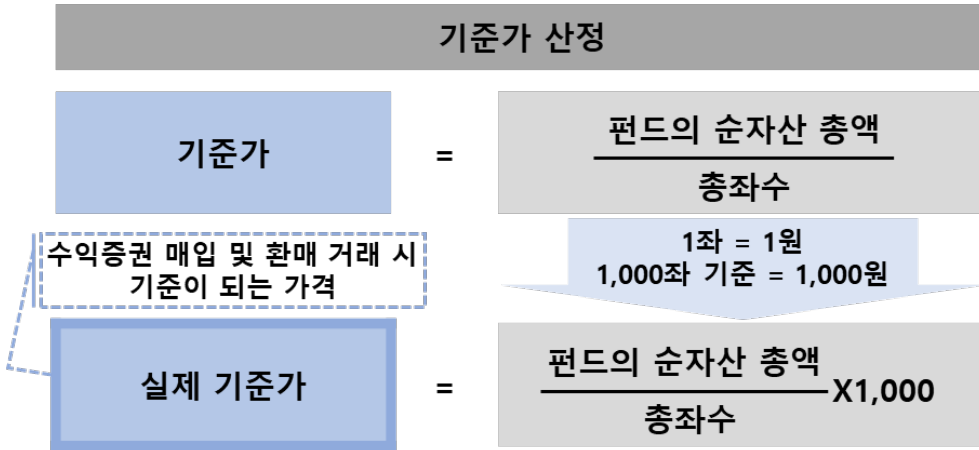 기준가 산정
기준가
=
펀드의 순자산 총액
총좌수
수익증권 매입 및 환매 거래 시
기준이 되는 가격
1좌 = 1원
1,000좌 기준 = 1,000원
실제 기준가
=
펀드의 순자산 총액
총좌수
X1,000